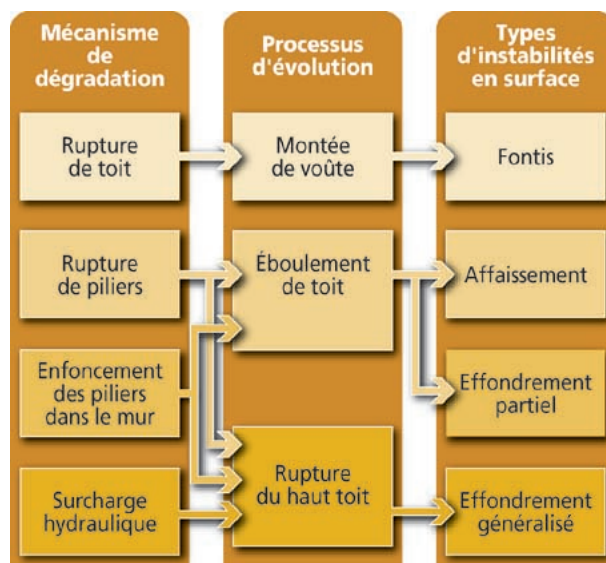 Mécanisme
de
dégradation
Processus
d'évolution
Types
d'instabilités
en surface
Rupture
de toit
Montée
de voûte
Fontis
Rupture
de piliers
Éboulement
de toit
Affaissement
Enfoncement
des piliers
dans le mur
Effondrement
partiel
Surcharge
hydraulique
Rupture
du haut toit
Effondrement
généralisé